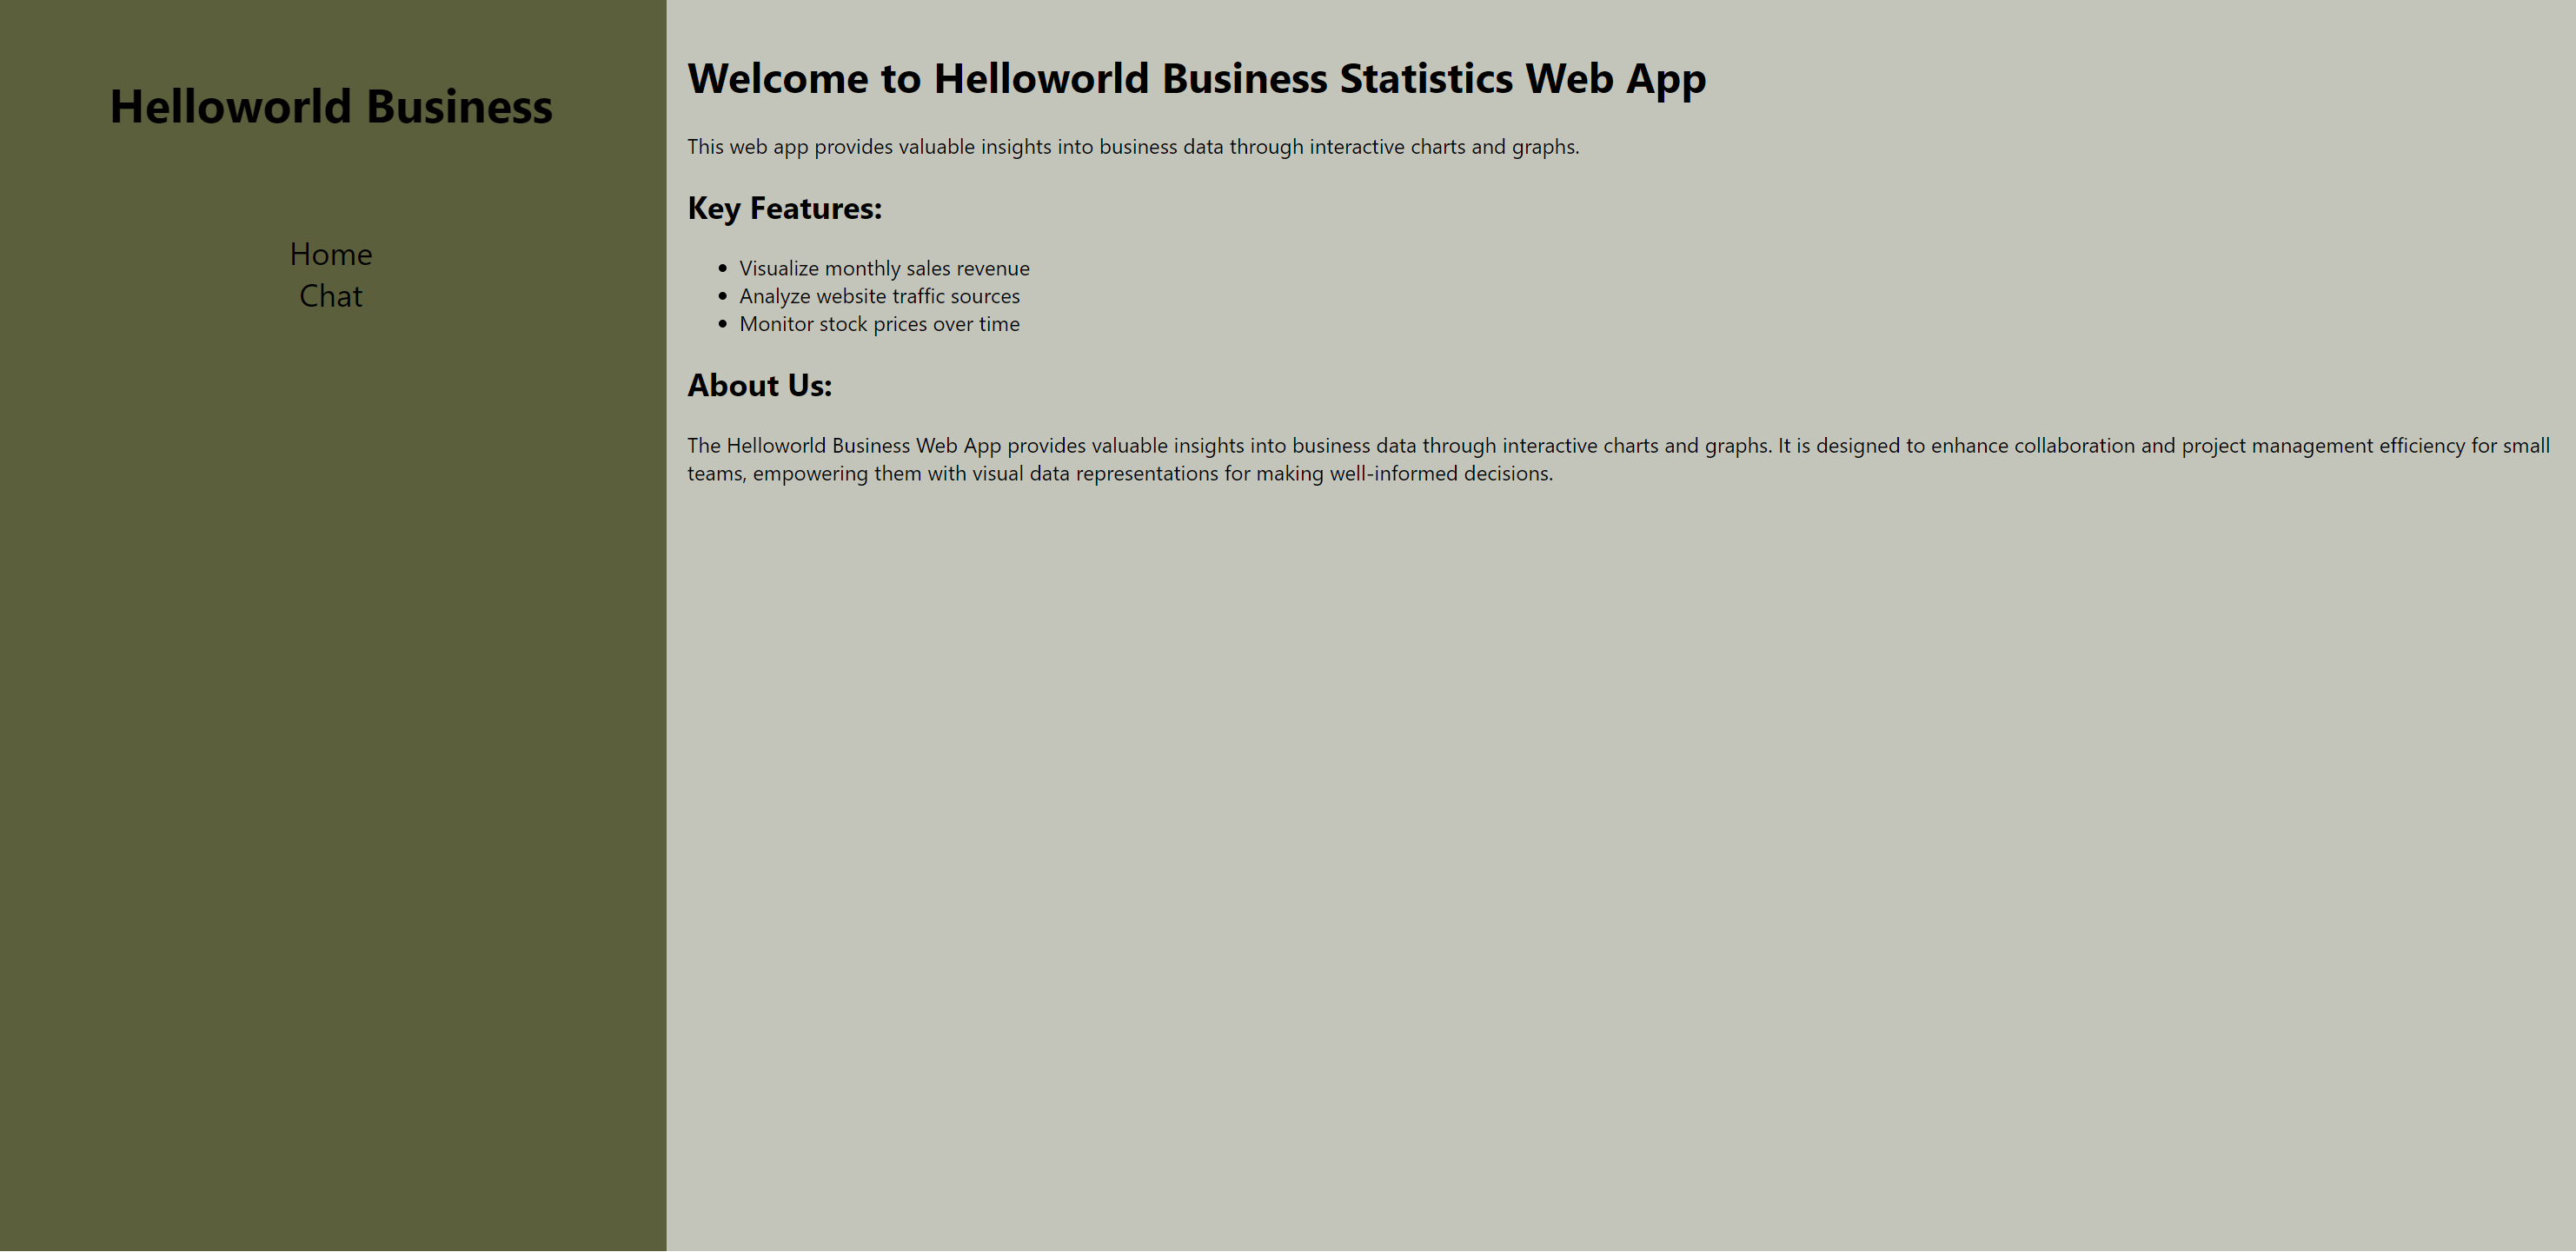 Helloworld Business
Home
Chat
Welcome to Helloworld Business Statistics Web App
This web app provides valuable insights into business data through interactive charts and graphs.
Key Features:
Visualize monthly sales revenue
Analyze website traffic sources
Monitor stock prices over time
About Us:
The Helloworld Business Web App provides valuable insights into business data through interactive charts and graphs. It is designed to enhance collaboration and project management efficiency for small
teams, empowering them with visual data representations for making well-informed decisions.